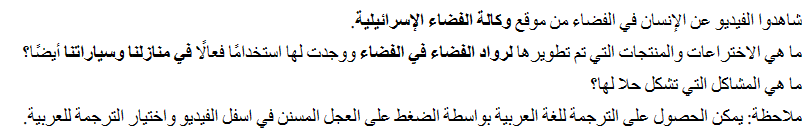 شاهدوا الفيديو عن الإنسان في الفضاء من موقع وكالة الفضاء الإسرائيلية.
ما هي الاختراعات والمنتجات التي تم تطويرها لرواد الفضاء في الفضاء ووجدت لها استخدامًا فعالًا في منازلنا وسياراتنا أيضًا؟
ما هي المشاكل التي تشكل حلا لها؟
ملاحظة: يمكن الحصول على الترجمة للغة العربية بواسطة الضغط على العجل المسنن في اسفل الفيديو واختيار الترجمة للعربية.